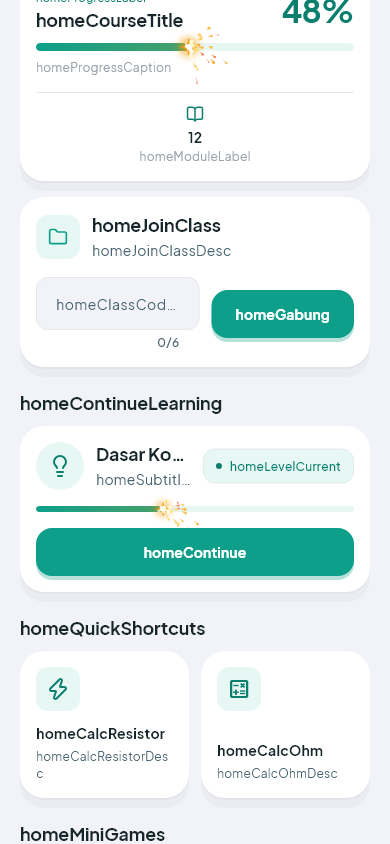 homeCourseTitle
48%
homeProgressCaption
12
homeModuleLabel
homeJoinClass
homeJoinClassDesc
homeClassCod...
homeGabung
0/6
homeContinueLearning
Dasar Ko...
homeSubtitl...
homeLevelCurrent
homeContinue
homeQuickShortcuts
homeCalcResistor
homeCalcResistorDes
c
homeCalcOhm
homeCalcOhmDesc
homeMiniGames